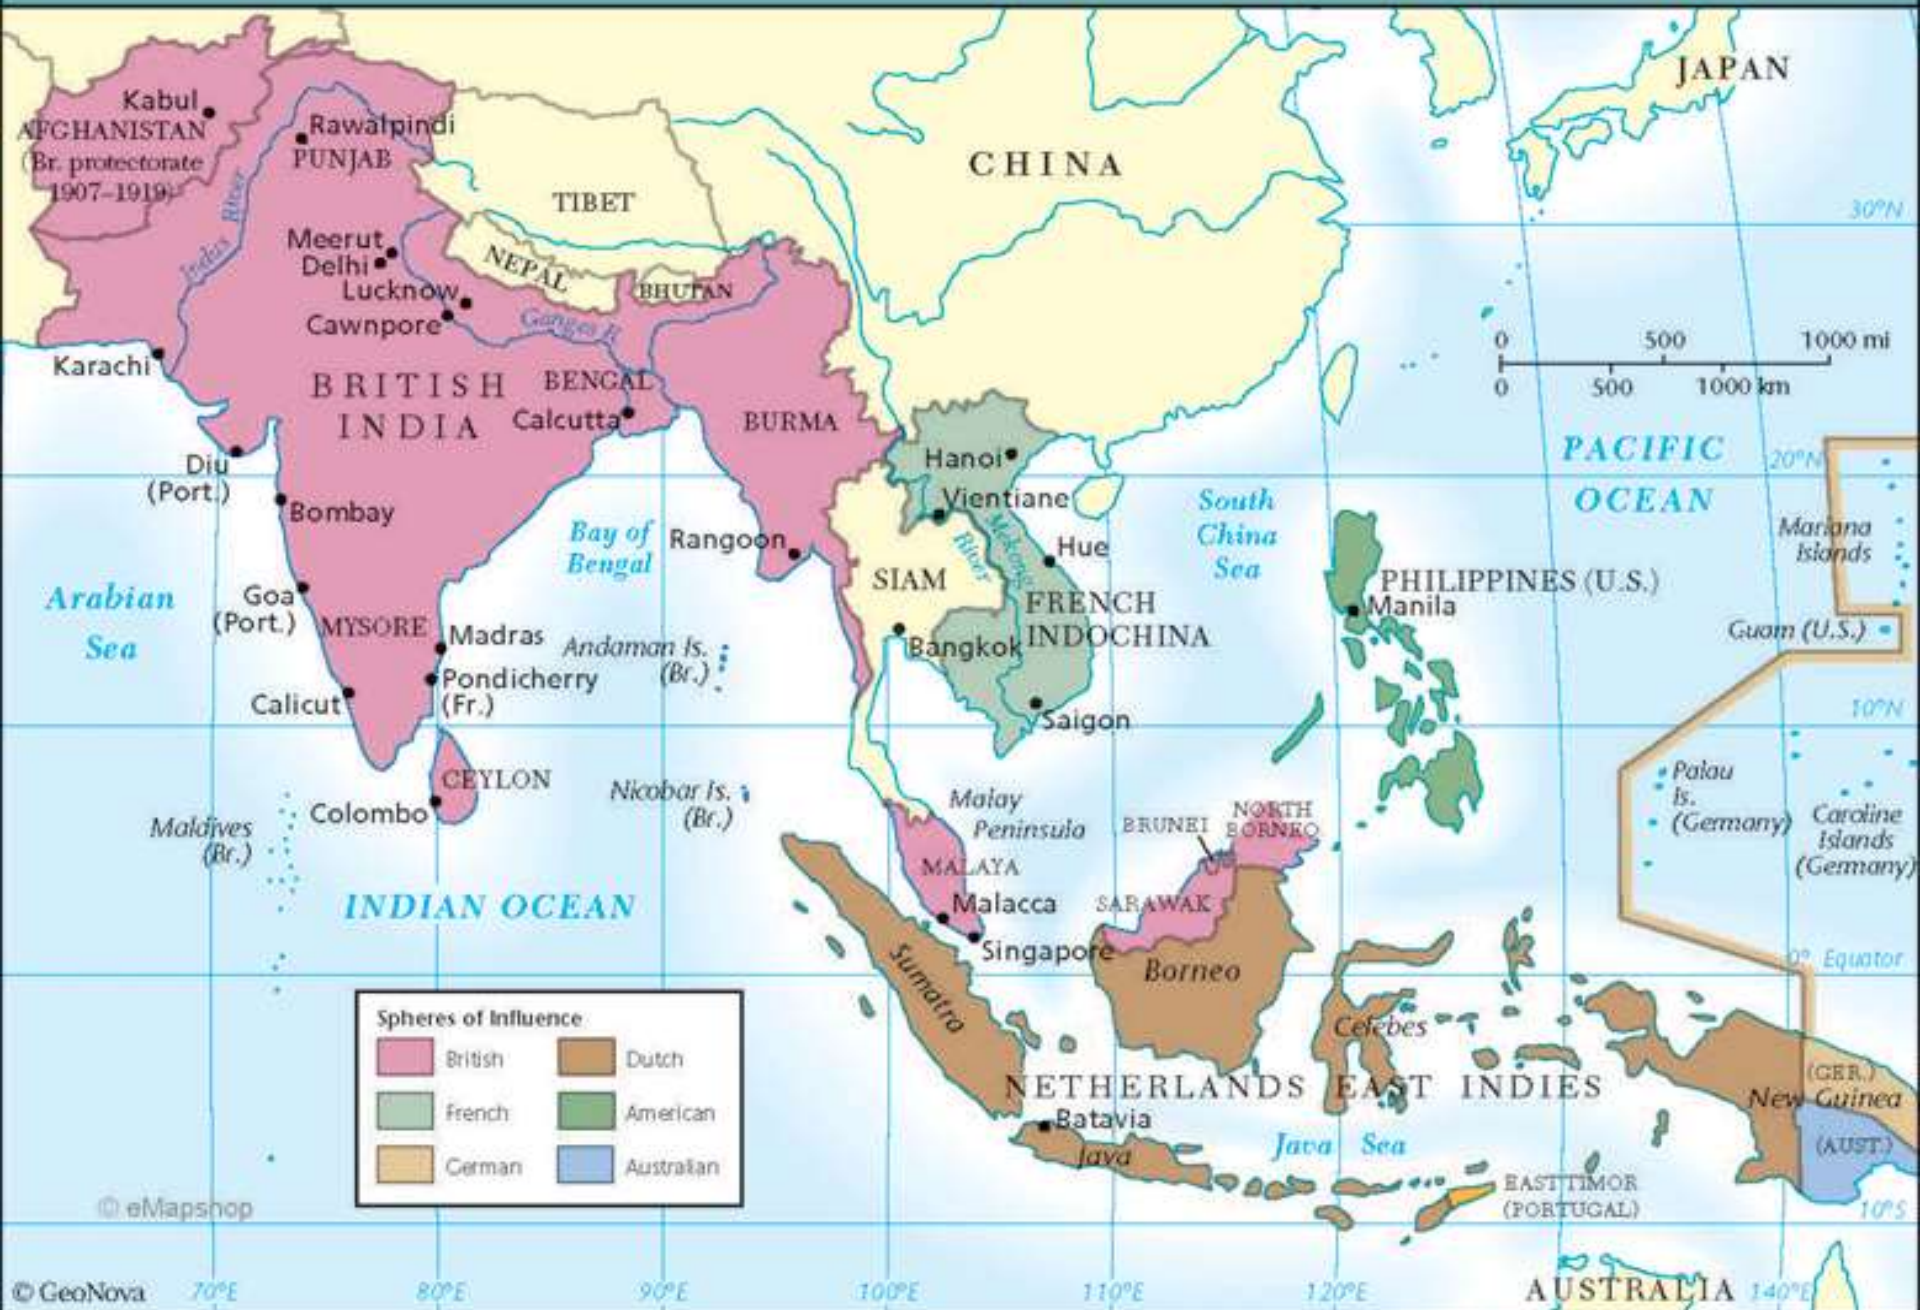 JAPAN
Kabul
AFGHANISTAN
(Br. protectorate
1907–1919)
Rawalpindi
PUNJAB
Indus River
CHINA
TIBET
30°N
Meerut
Delhi
NEPAL
BHUTAN
Lucknow
Cawnpore
Ganges R.
0 500 1000 mi
0 500 1000 km
Karachi
BRITISH
INDIA
BENGAL
Calcutta
BURMA
PACIFIC
OCEAN
20°N
Diu
(Port.)
Bombay
Hanoi
Vientiane
South
China
Sea
Mariana
Islands
Bay of
Bengal
Rangoon
Mekong
River
Hue
Arabian
Sea
Goa
(Port.)
SIAM
FRENCH
INDOCHINA
PHILIPPINES (U.S.)
Manila
Guam (U.S.)
MYSORE
Madras
Andaman Is.
(Br.)
Bangkok
Pondicherry
(Fr.)
Calicut
Saigon
10°N
CEYLON
Colombo
Nicobar Is.
(Br.)
Malay
Peninsula
Palau
Is.
(Germany)
Caroline
Islands
(Germany)
Maldives
(Br.)
BRUNEI
NORTH
BORNEO
MALAYA
INDIAN OCEAN
Malacca
SARAWAK
Singapore
Sumatra
Borneo
0° Equator
Celebes
Spheres of Influence
British
Dutch
French
American
German
Australian
NETHERLANDS EAST INDIES
(GER.)
New Guinea
(AUST.)
Batavia
Java
Java Sea
EAST TIMOR
(PORTUGAL)
10°S
© eMapshop
© GeoNova
70°E
80°E
90°E
100°E
110°E
120°E
AUSTRALIA
140°E